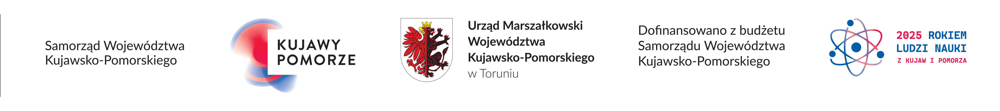 Samorząd Województwa
Kujawsko-Pomorskiego
KUJAWY
POMORZE
Urząd Marszałkowski
Województwa
Kujawsko-Pomorskiego
w Toruniu
Dofinansowano z budżetu
Samorządu Województwa
Kujawsko-Pomorskiego
2025 ROKIEM
LUDZI NAUKI
Z KUJAW I POMORZA